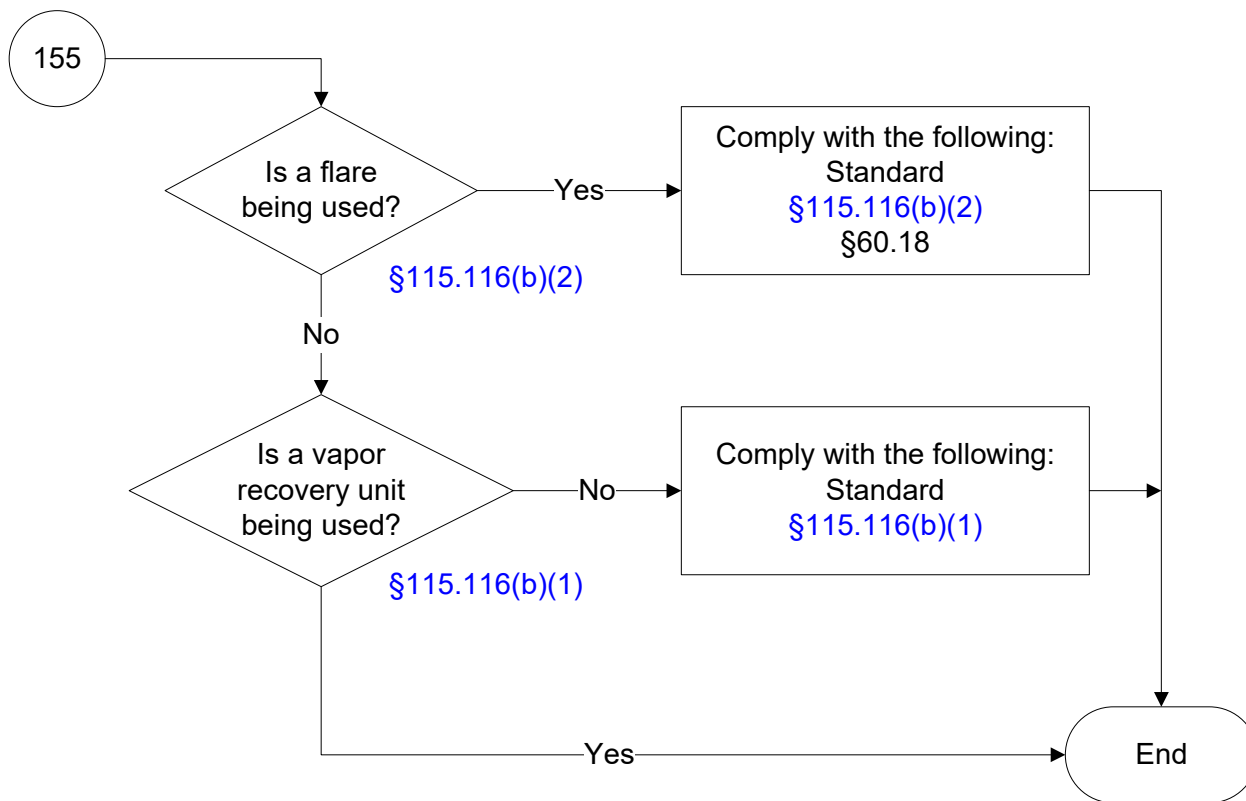 155
Is a flare
being used?
Yes
Comply with the following:
Standard
§115.116(b)(2)
§60.18
§115.116(b)(2)
No
Is a vapor
recovery unit
being used?
No
Comply with the following:
Standard
§115.116(b)(1)
§115.116(b)(1)
Yes
End